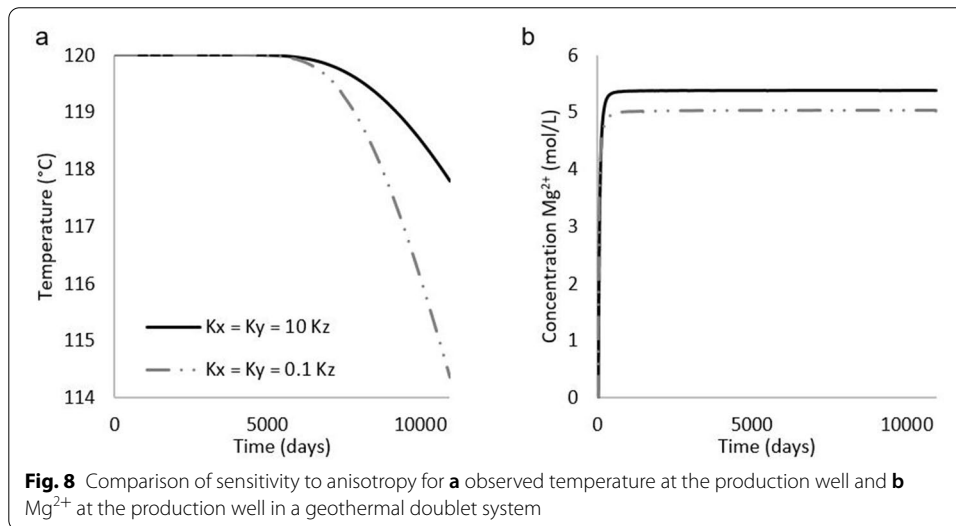 a
Temperature (°C)
120
119
118
117
116
115
114
0
5000
10000
Time (days)
Kx = Ky = 10 Kz
Kx = Ky = 0.1 Kz
b
Concentration Mg²⁺ (mol/L)
6
5
4
3
2
1
0
0
5000
10000
Time (days)
Fig. 8 Comparison of sensitivity to anisotropy for a observed temperature at the production well and b
Mg²⁺ at the production well in a geothermal doublet system